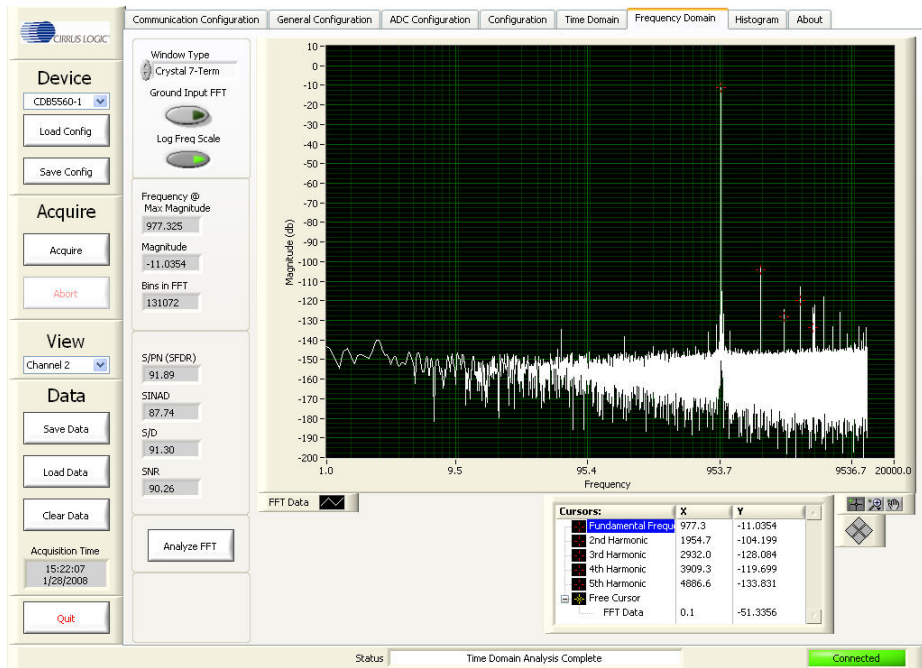 CIRRUS LOGIC
Communication Configuration
General Configuration
ADC Configuration
Configuration
Time Domain
Frequency Domain
Histogram
About
Device
CDB5560-1
Load Config
Save Config
Acquire
Acquire
Abort
View
Channel 2
Data
Save Data
Load Data
Clear Data
Acquisition Time
15:22:07
1/28/2008
Quit
Window Type
Crystal 7-Term
Ground Input FFT
Log Freq Scale
Frequency @
Max Magnitude
977.325
Magnitude
-11.0354
Bins in FFT
131072
S/PN (SFDR)
91.89
SINAD
87.74
S/D
91.30
SNR
90.26
Analyze FFT
Magnitude (db)
10
0
-10
-20
-30
-40
-50
-60
-70
-80
-90
-100
-110
-120
-130
-140
-150
-160
-170
-180
-190
-200
1.0 9.5 95.4 953.7 9536.7 20000.0
Frequency
FFT Data
Cursors: X Y
Fundamental Frequ 977.3 -11.0354
2nd Harmonic 1954.7 -104.199
3rd Harmonic 2932.0 -128.084
4th Harmonic 3909.3 -119.699
5th Harmonic 4886.6 -133.831
Free Cursor
FFT Data 0.1 -51.3356
Status Time Domain Analysis Complete Connected